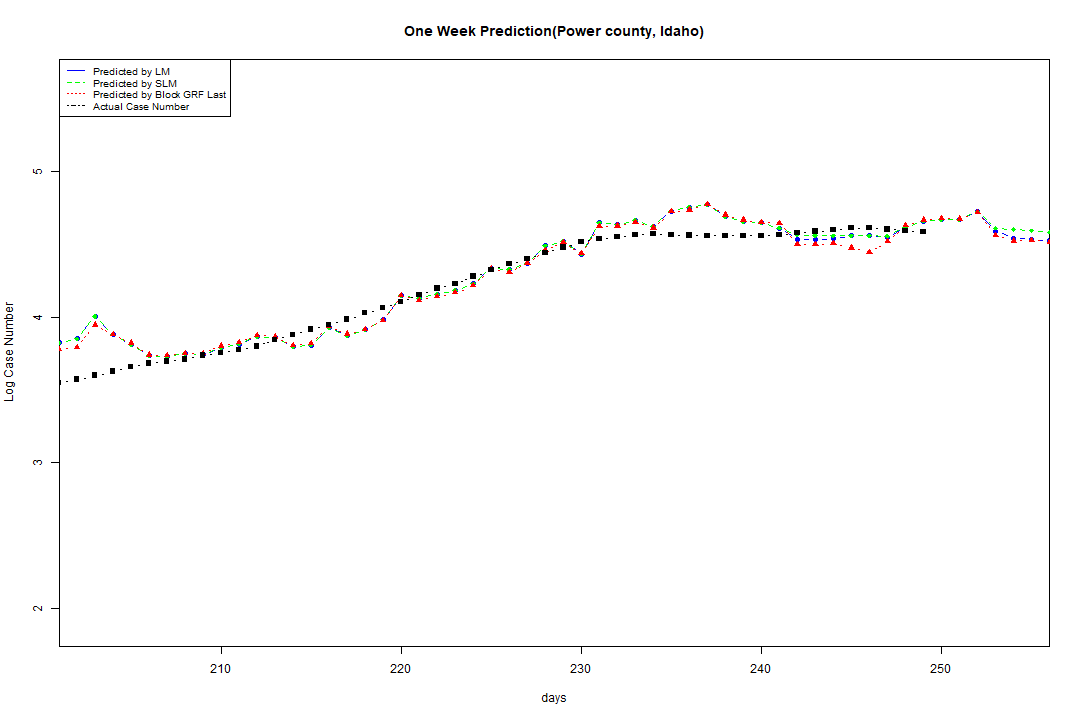 One Week Prediction(Power county, Idaho)
Predicted by LM
Predicted by SLM
Predicted by Block GRF Last
Actual Case Number
5
4
3
2
Log Case Number
210 220 230 240 250
days